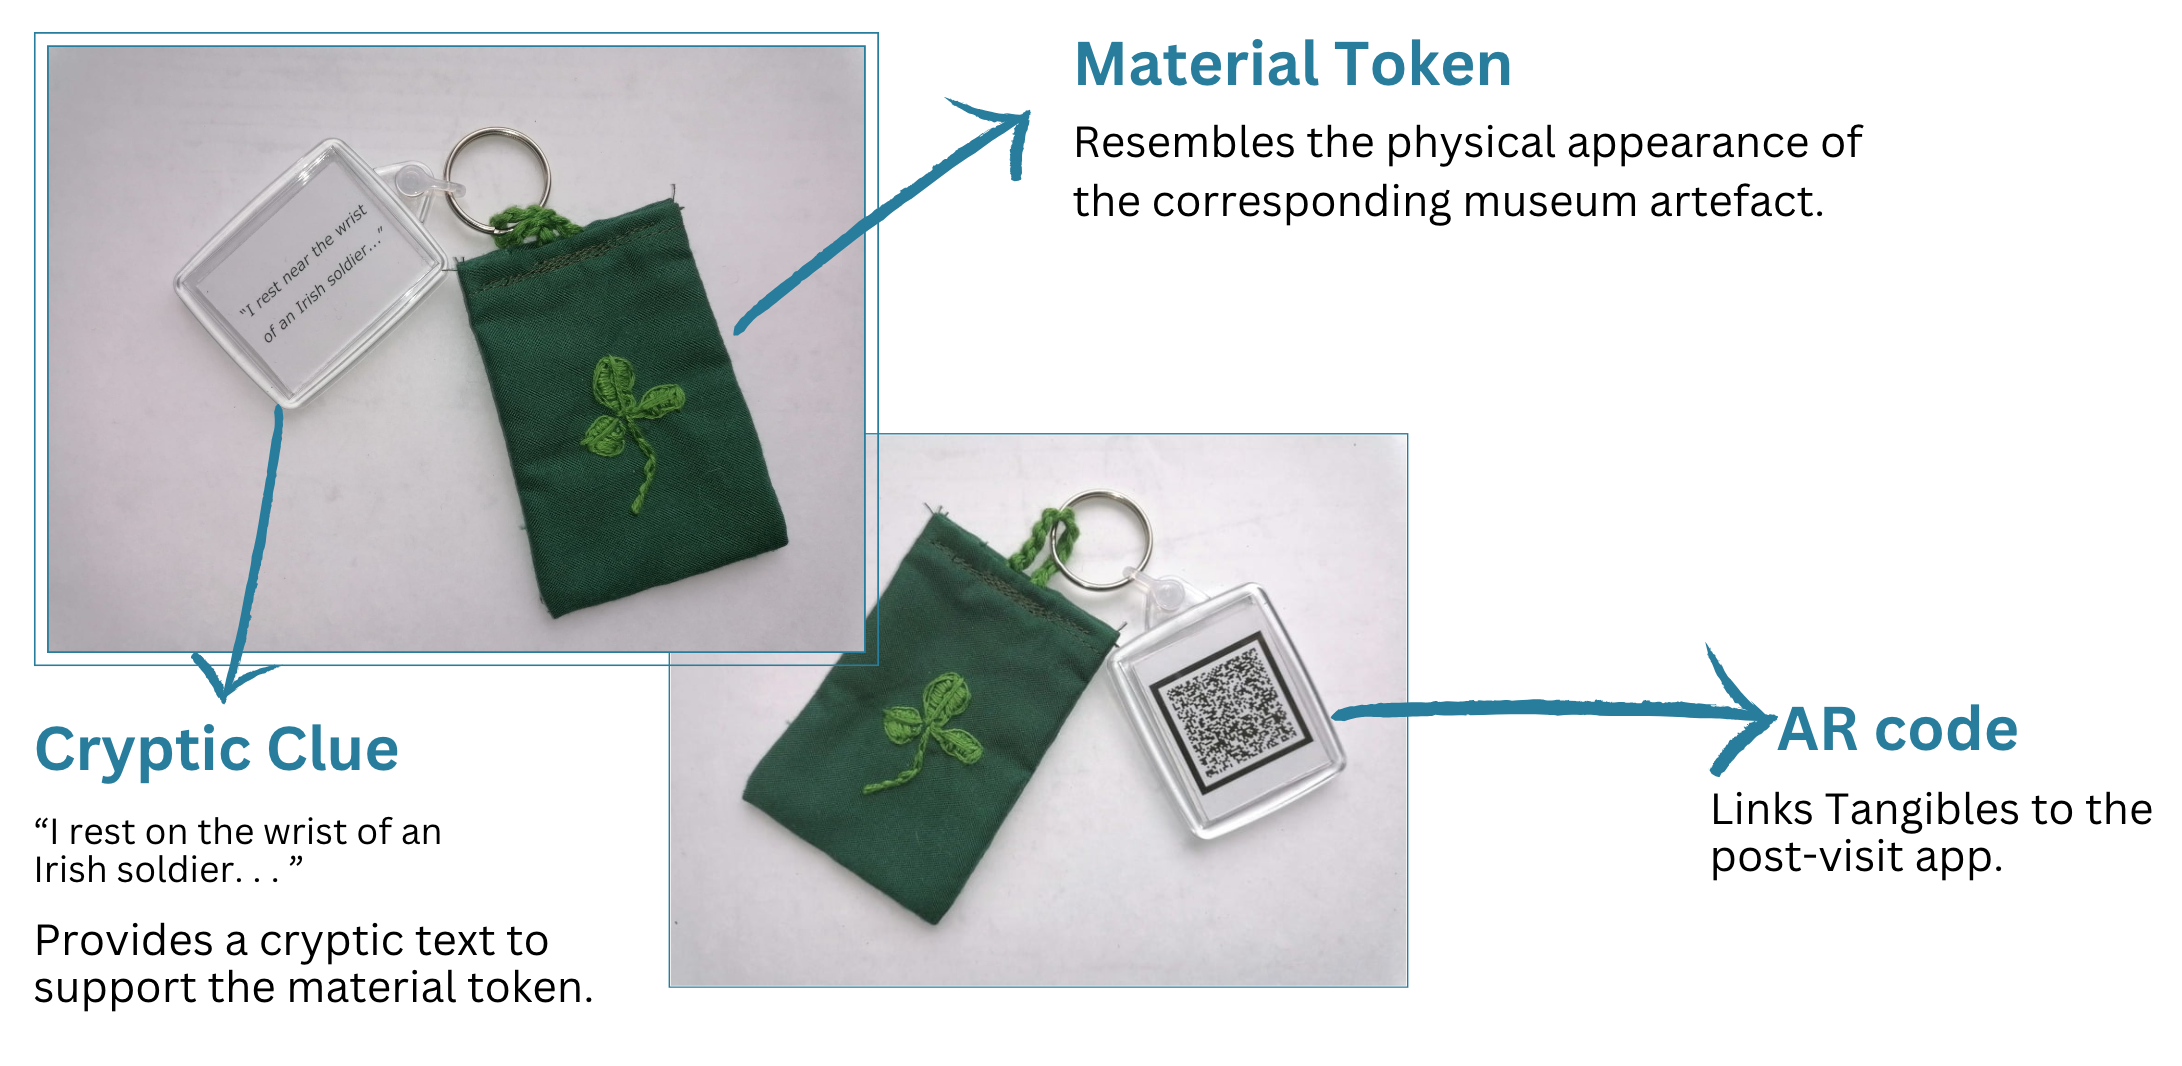 Material Token
Resembles the physical appearance of
the corresponding museum artefact.
“I rest near the wrist
of an Irish soldier...”
Cryptic Clue
“I rest on the wrist of an
Irish soldier. . . ”
Provides a cryptic text to
support the material token.
AR code
Links Tangibles to the
post-visit app.